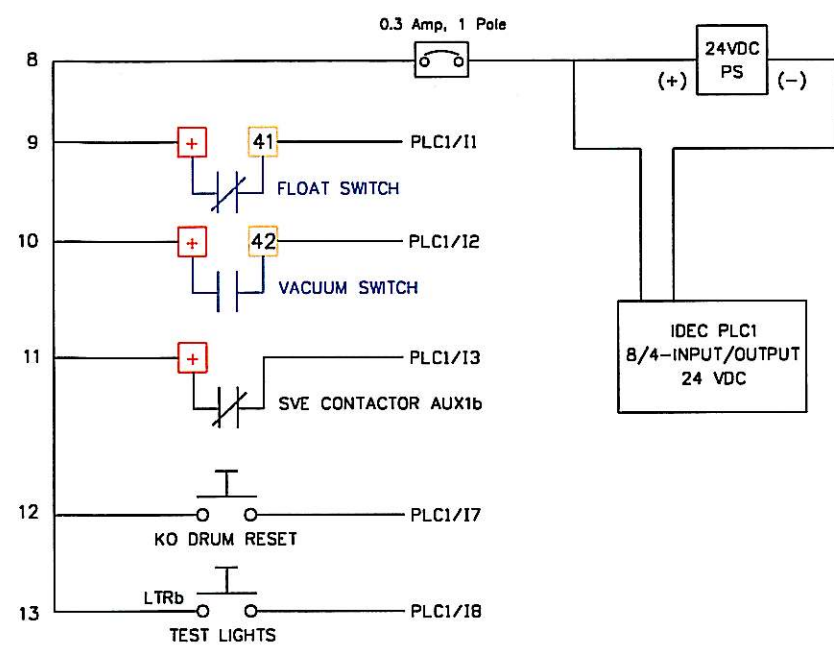 0.3 Amp, 1 Pole
8
24VDC
PS
(+)
(-)
9
+
41
PLC1/I1
FLOAT SWITCH
10
+
42
PLC1/I2
VACUUM SWITCH
11
+
PLC1/I3
SVE CONTACTOR AUX1b
IDEC PLC1
8/4-INPUT/OUTPUT
24 VDC
12
PLC1/I7
KO DRUM RESET
13
LTRb
PLC1/I8
TEST LIGHTS